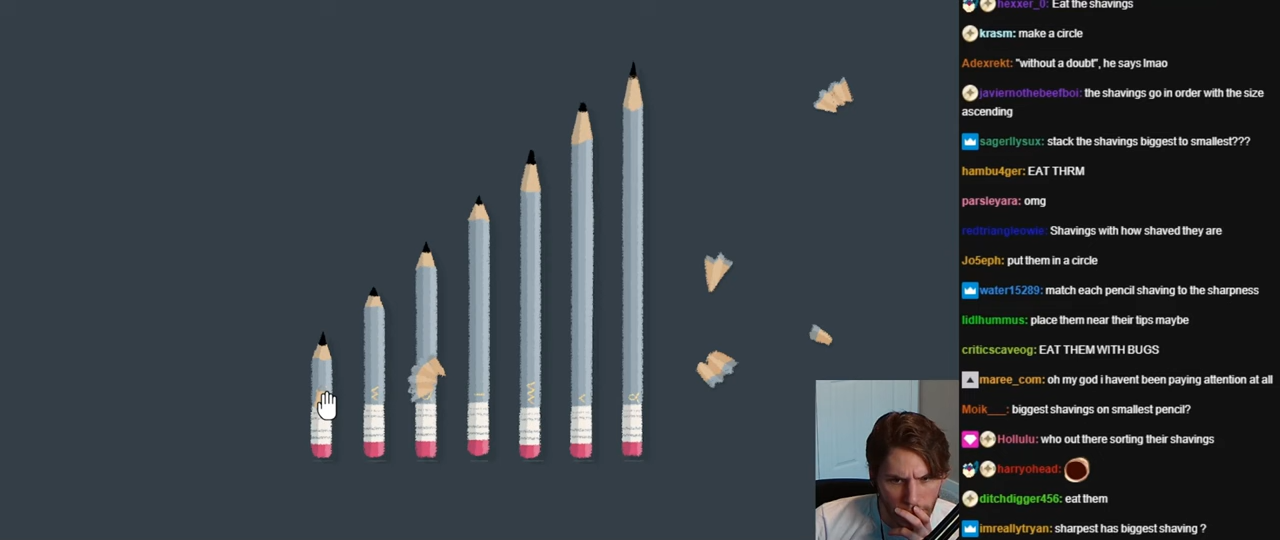 hexxer_0: Eat the shavings
krasm: make a circle
Adexrekt: "without a doubt", he says lmao
javiernothebeefboi: the shavings go in order with the size
ascending
sagerllysux: stack the shavings biggest to smallest???
hambu4ger: EAT THRM
parsleyara: omg
redtriangleowie: Shavings with how shaved they are
Jo5eph: put them in a circle
water15289: match each pencil shaving to the sharpness
lidlhummus: place them near their tips maybe
criticscaveog: EAT THEM WITH BUGS
maree_com: oh my god i havent been paying attention at all
Moik___: biggest shavings on smallest pencil?
Hollulu: who out there sorting their shavings
harryohead:
ditchdigger456: eat them
imreallytryan: sharpest has biggest shaving ?